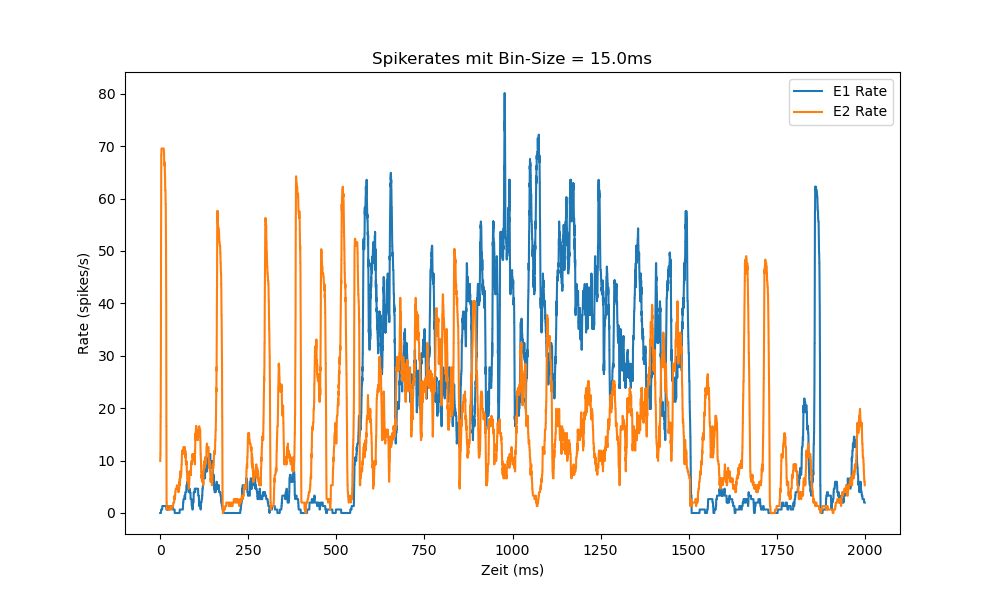 Spikerates mit Bin-Size = 15.0ms
E1 Rate
E2 Rate
80
70
60
50
40
30
20
10
0
Rate (spikes/s)
0 250 500 750 1000 1250 1500 1750 2000
Zeit (ms)